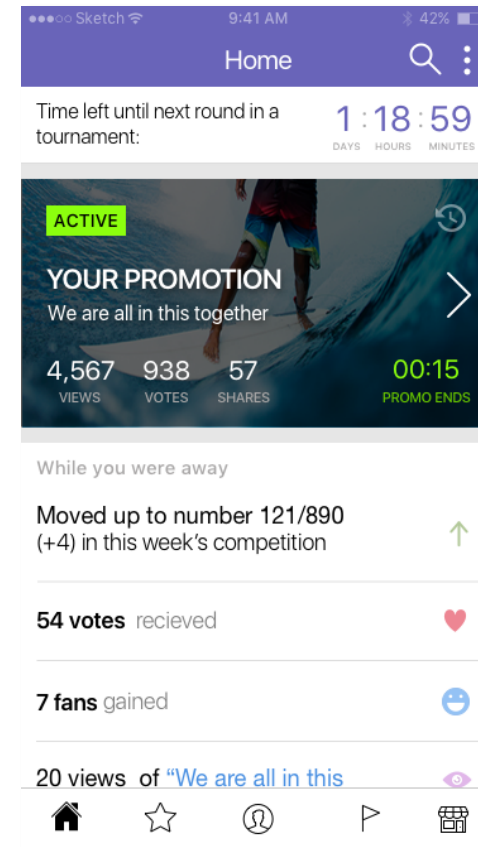 Sketch 9:41 AM 42%
Home
Time left until next round in a
tournament:
1 : 18 : 59
DAYS HOURS MINUTES
ACTIVE
YOUR PROMOTION
We are all in this together
4,567 938 57 00:15
VIEWS VOTES SHARES PROMO ENDS
While you were away
Moved up to number 121/890
(+4) in this week's competition
54 votes recieved
7 fans gained
20 views of “We are all in this